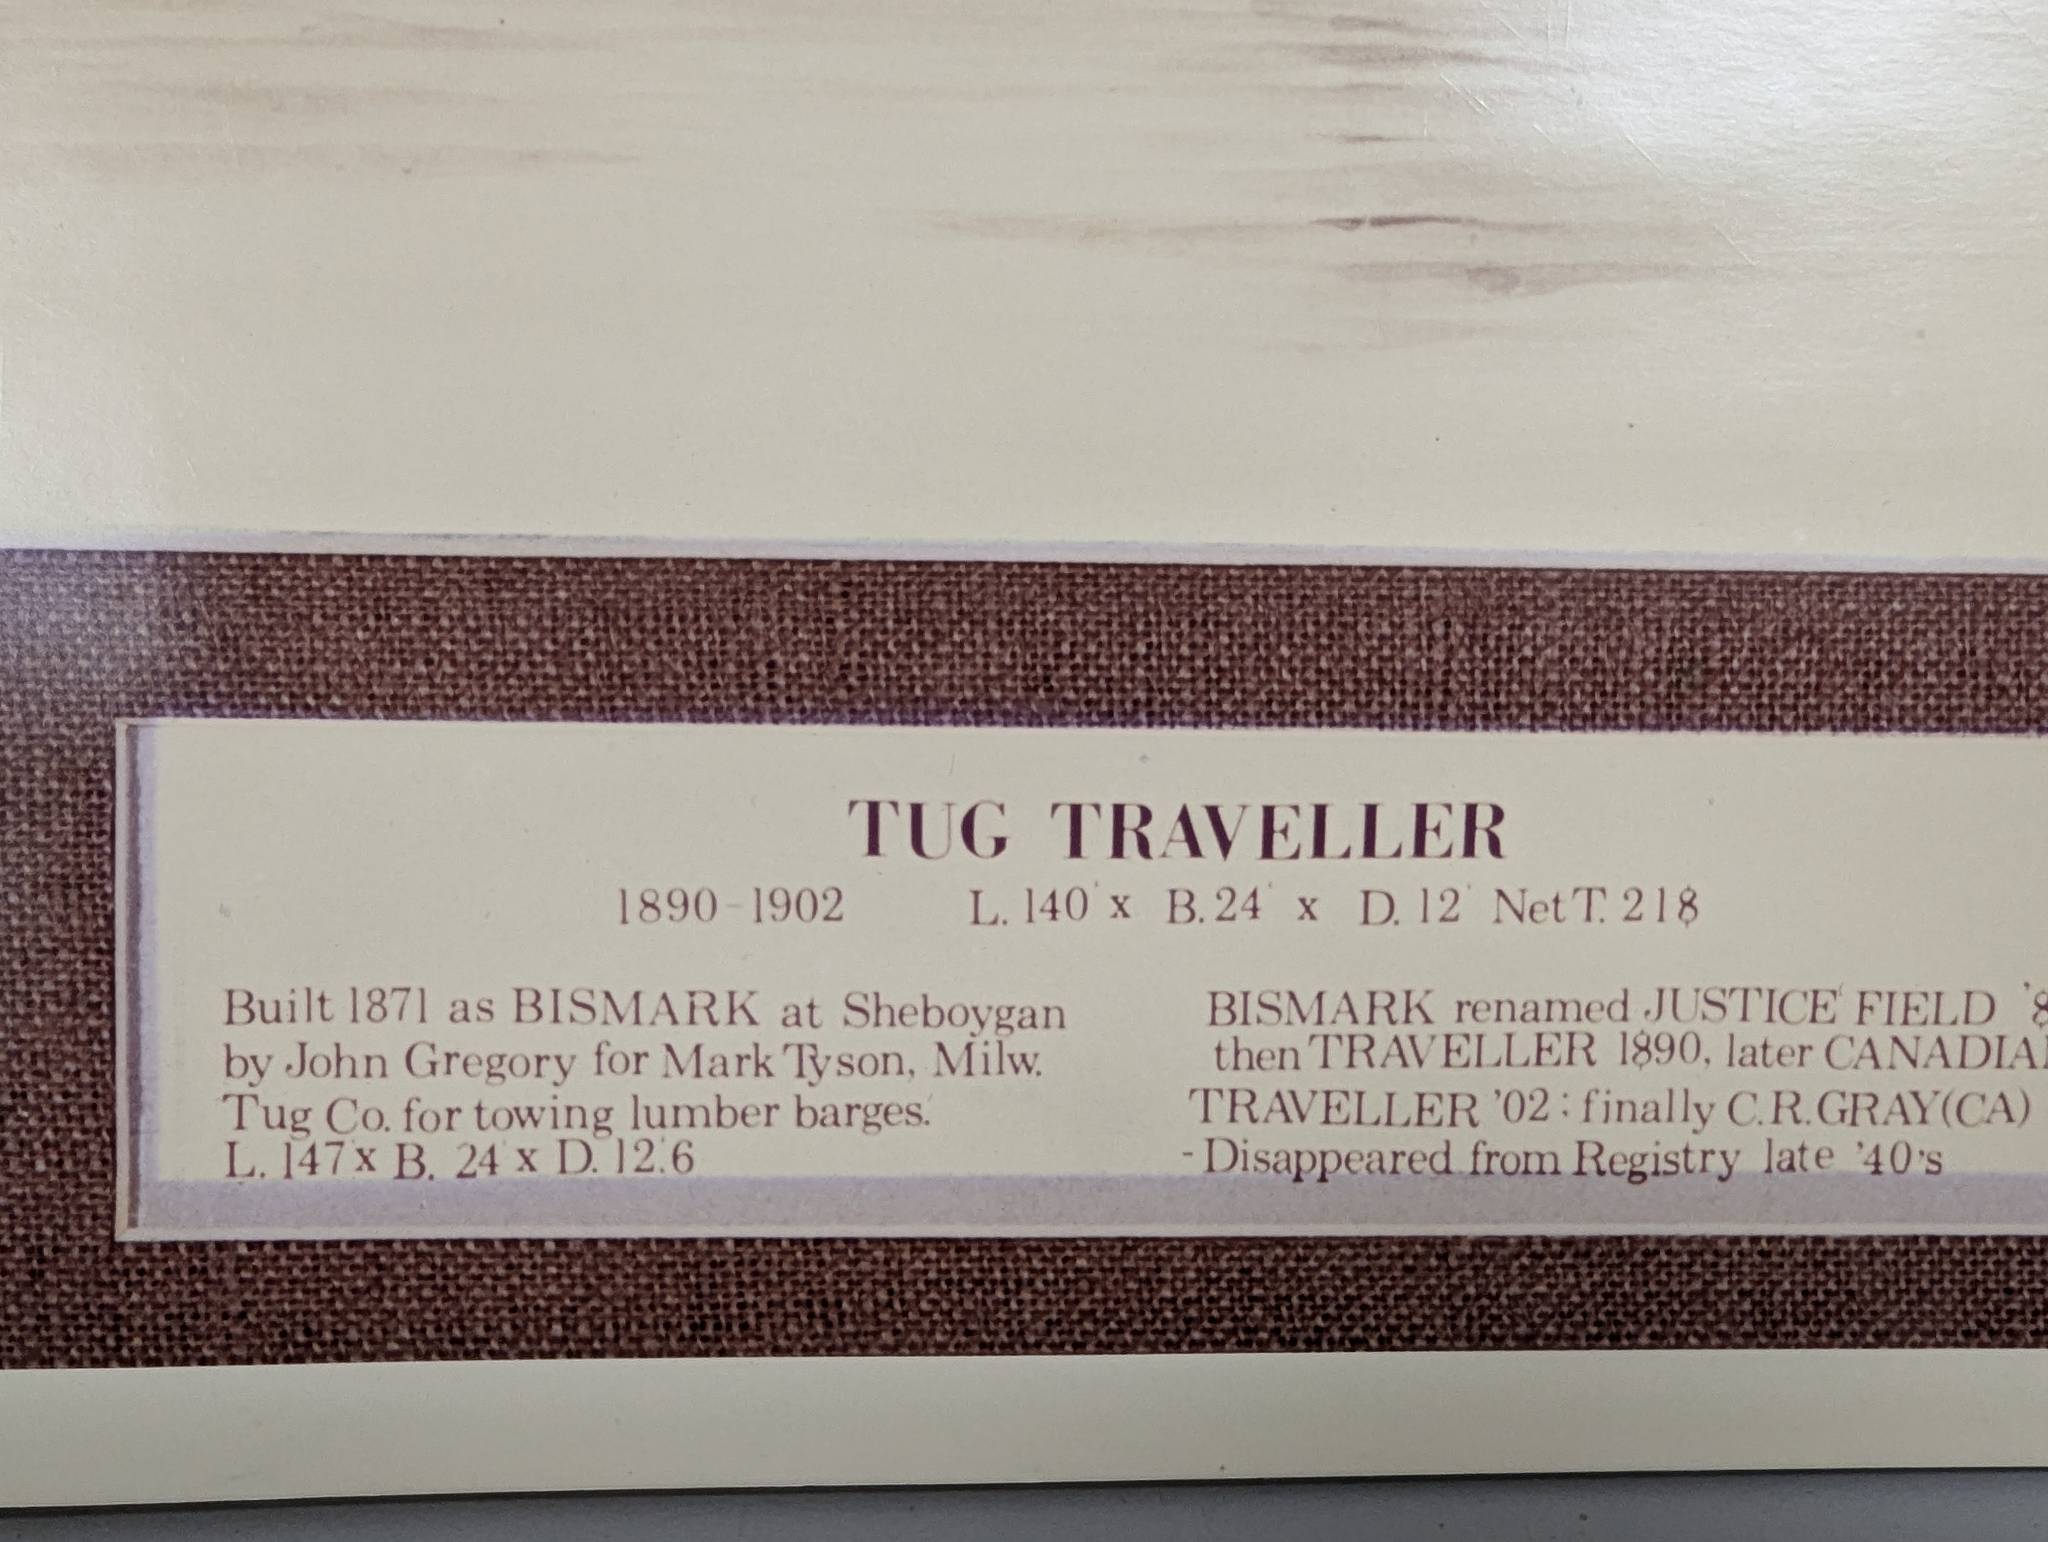 TUG TRAVELLER
1890-1902 L. 140' x B. 24' x D. 12' Net T. 218
Built 1871 as BISMARK at Sheboygan
by John Gregory for Mark Tyson, Milw.
Tug Co. for towing lumber barges.
L. 147' x B. 24' x D. 12'.6
BISMARK renamed JUSTICE FIELD '8
then TRAVELLER 1890, later CANADIA
TRAVELLER '02 : finally C.R. GRAY (CA)
- Disappeared from Registry late '40's